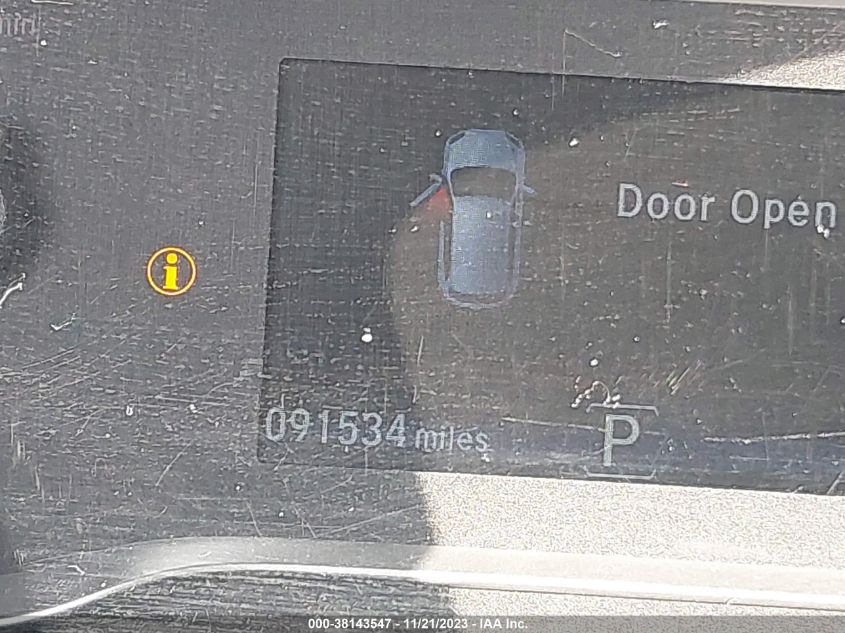 Door Open
091534 miles
P
000-38143547 - 11/21/2023 - IAA Inc.